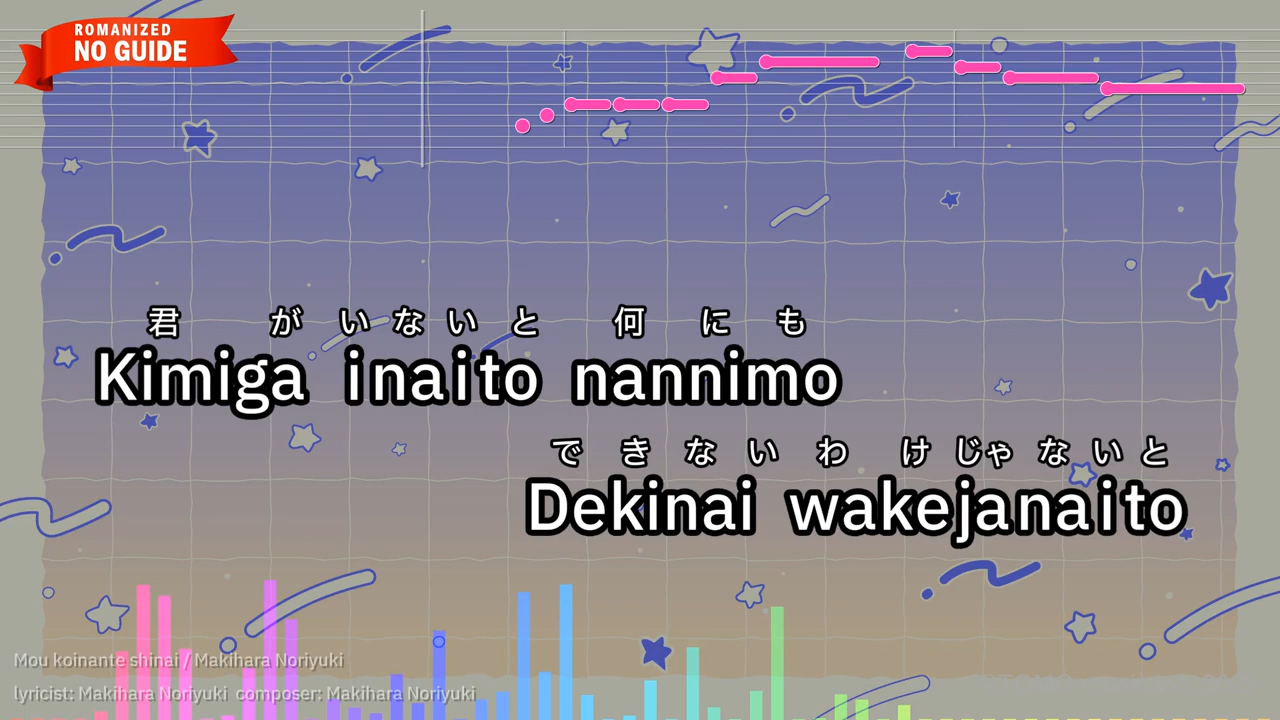 ROMANIZED
NO GUIDE
君がいないと何にも
Kimiga inaito nannimo
できないわけじゃないと
Dekinai wakejanaito
Mou koinante shinai / Makihara Noriyuki
lyricist: Makihara Noriyuki composer: Makihara Noriyuki